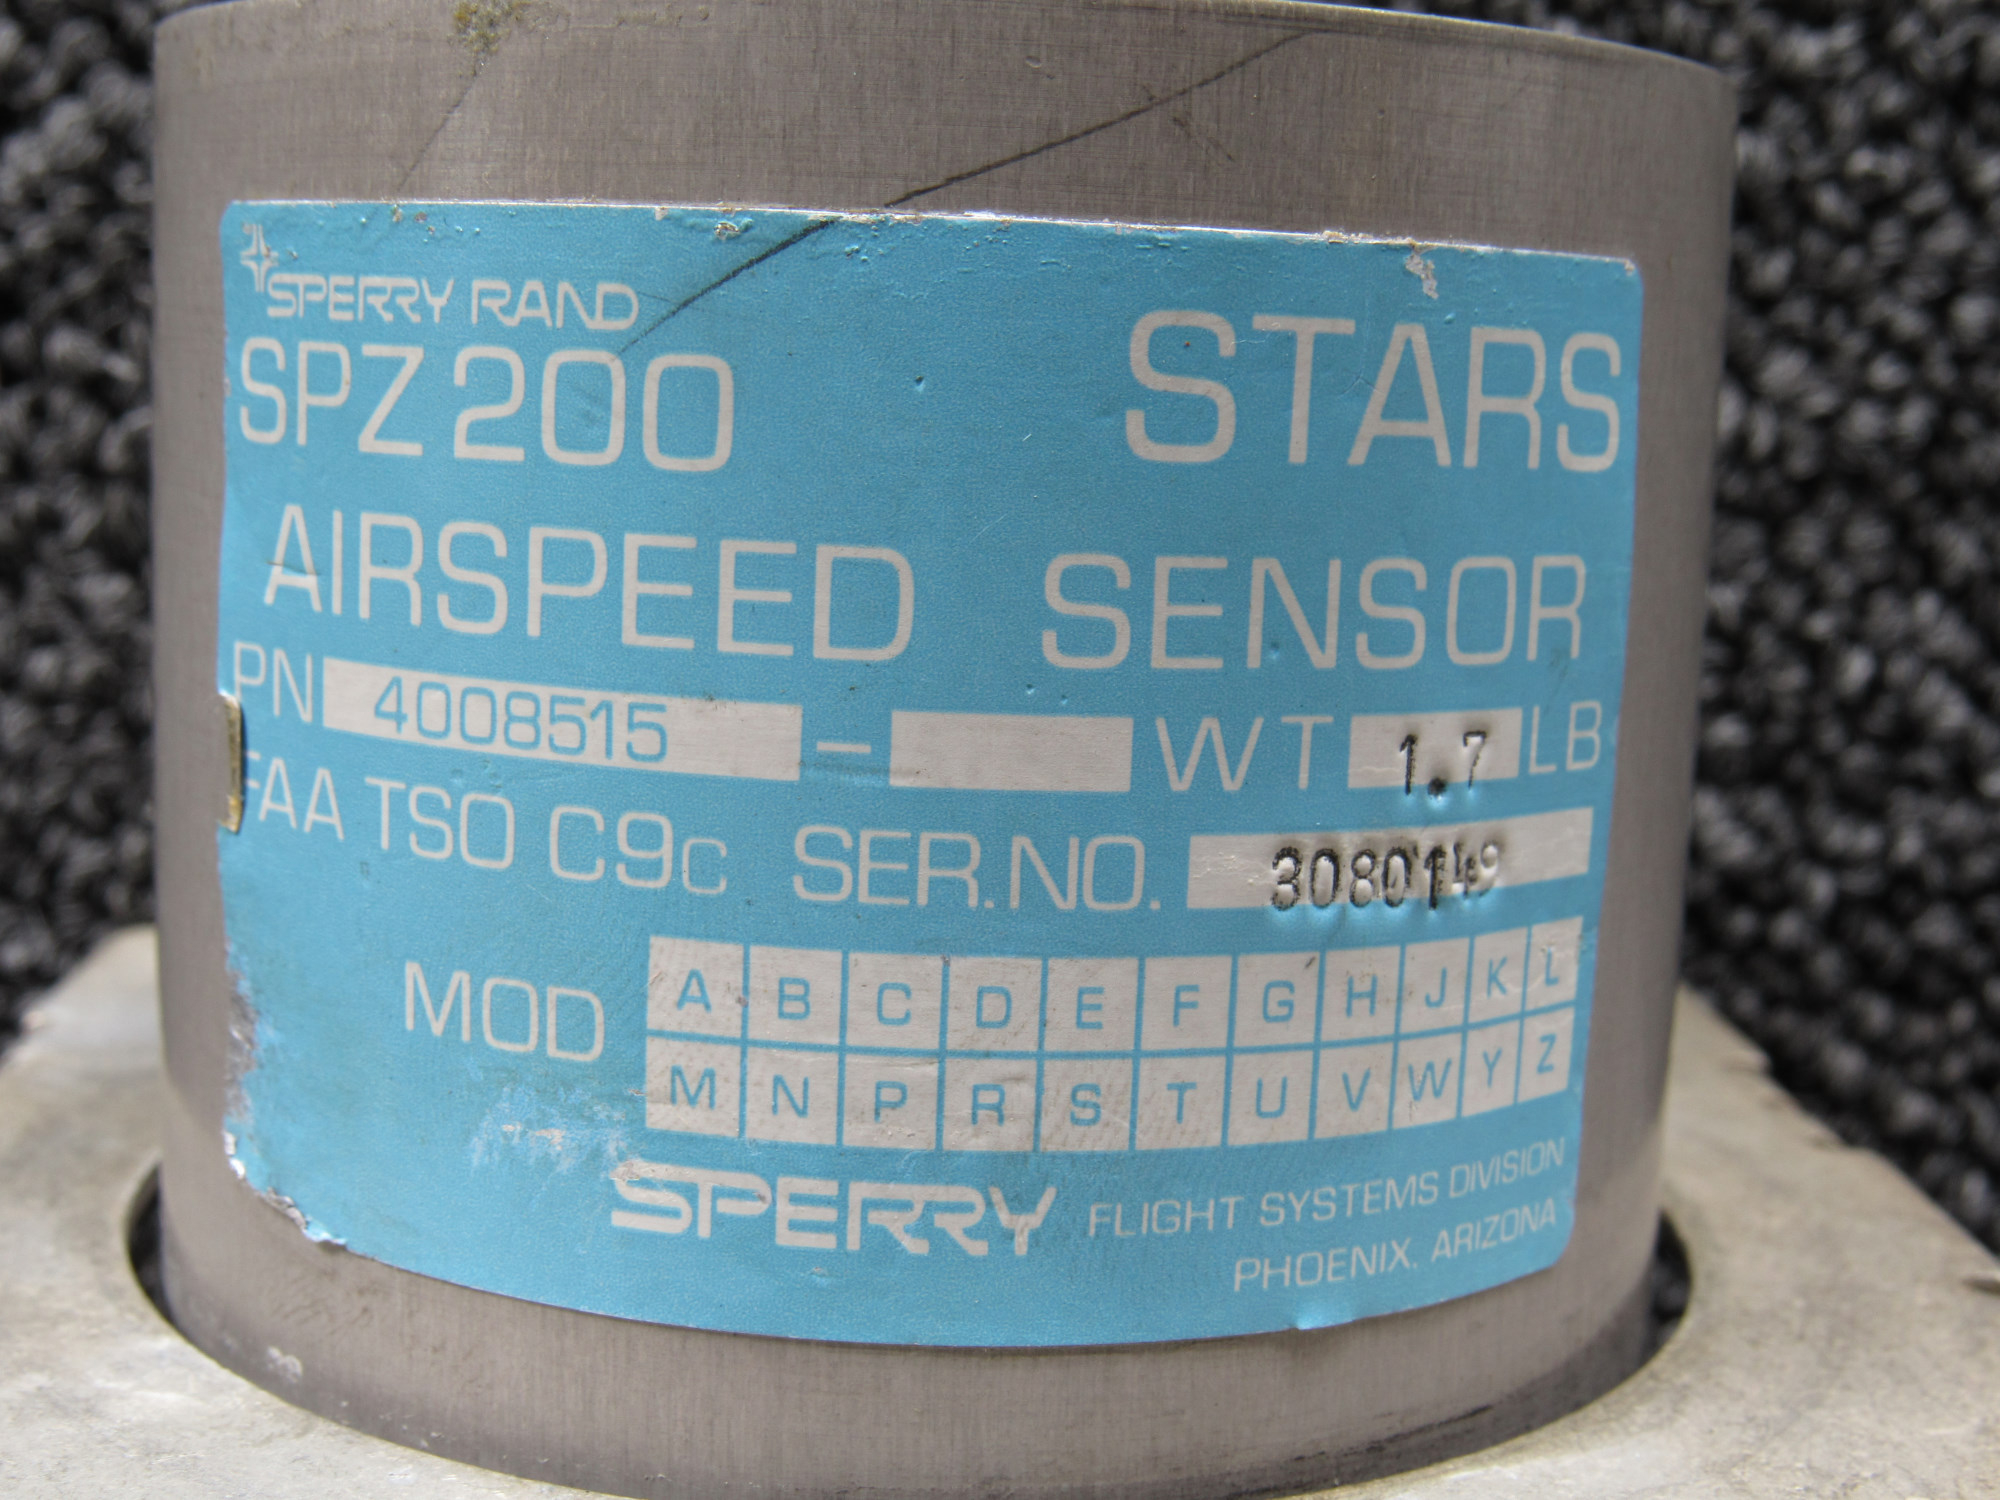 SPERRY RAND
SPZ 200 STARS
AIRSPEED SENSOR
PN 4008515 - WT 1.7 LB
FAA TSO C9c SER. NO. 3080149
MOD A B C D E F G H J K L
M N P R S T U V W Y Z
SPERRY FLIGHT SYSTEMS DIVISION
PHOENIX, ARIZONA